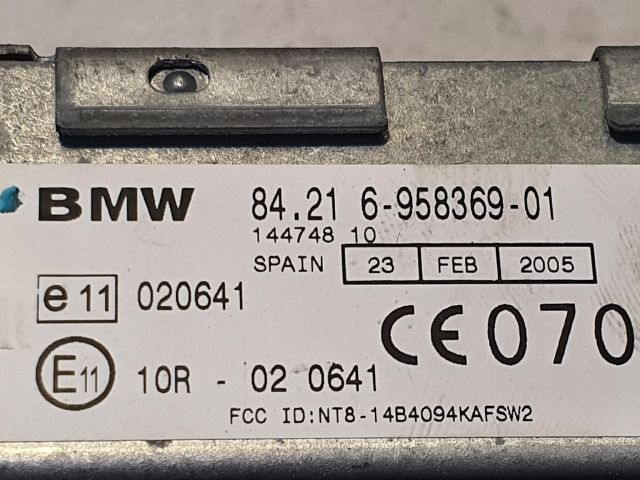 BMW 84.21 6-958369-01
144748 10
SPAIN 23 FEB 2005
e11 020641
CE 070
E11 10R - 02 0641
FCC ID:NT8-14B4094KAFSW2